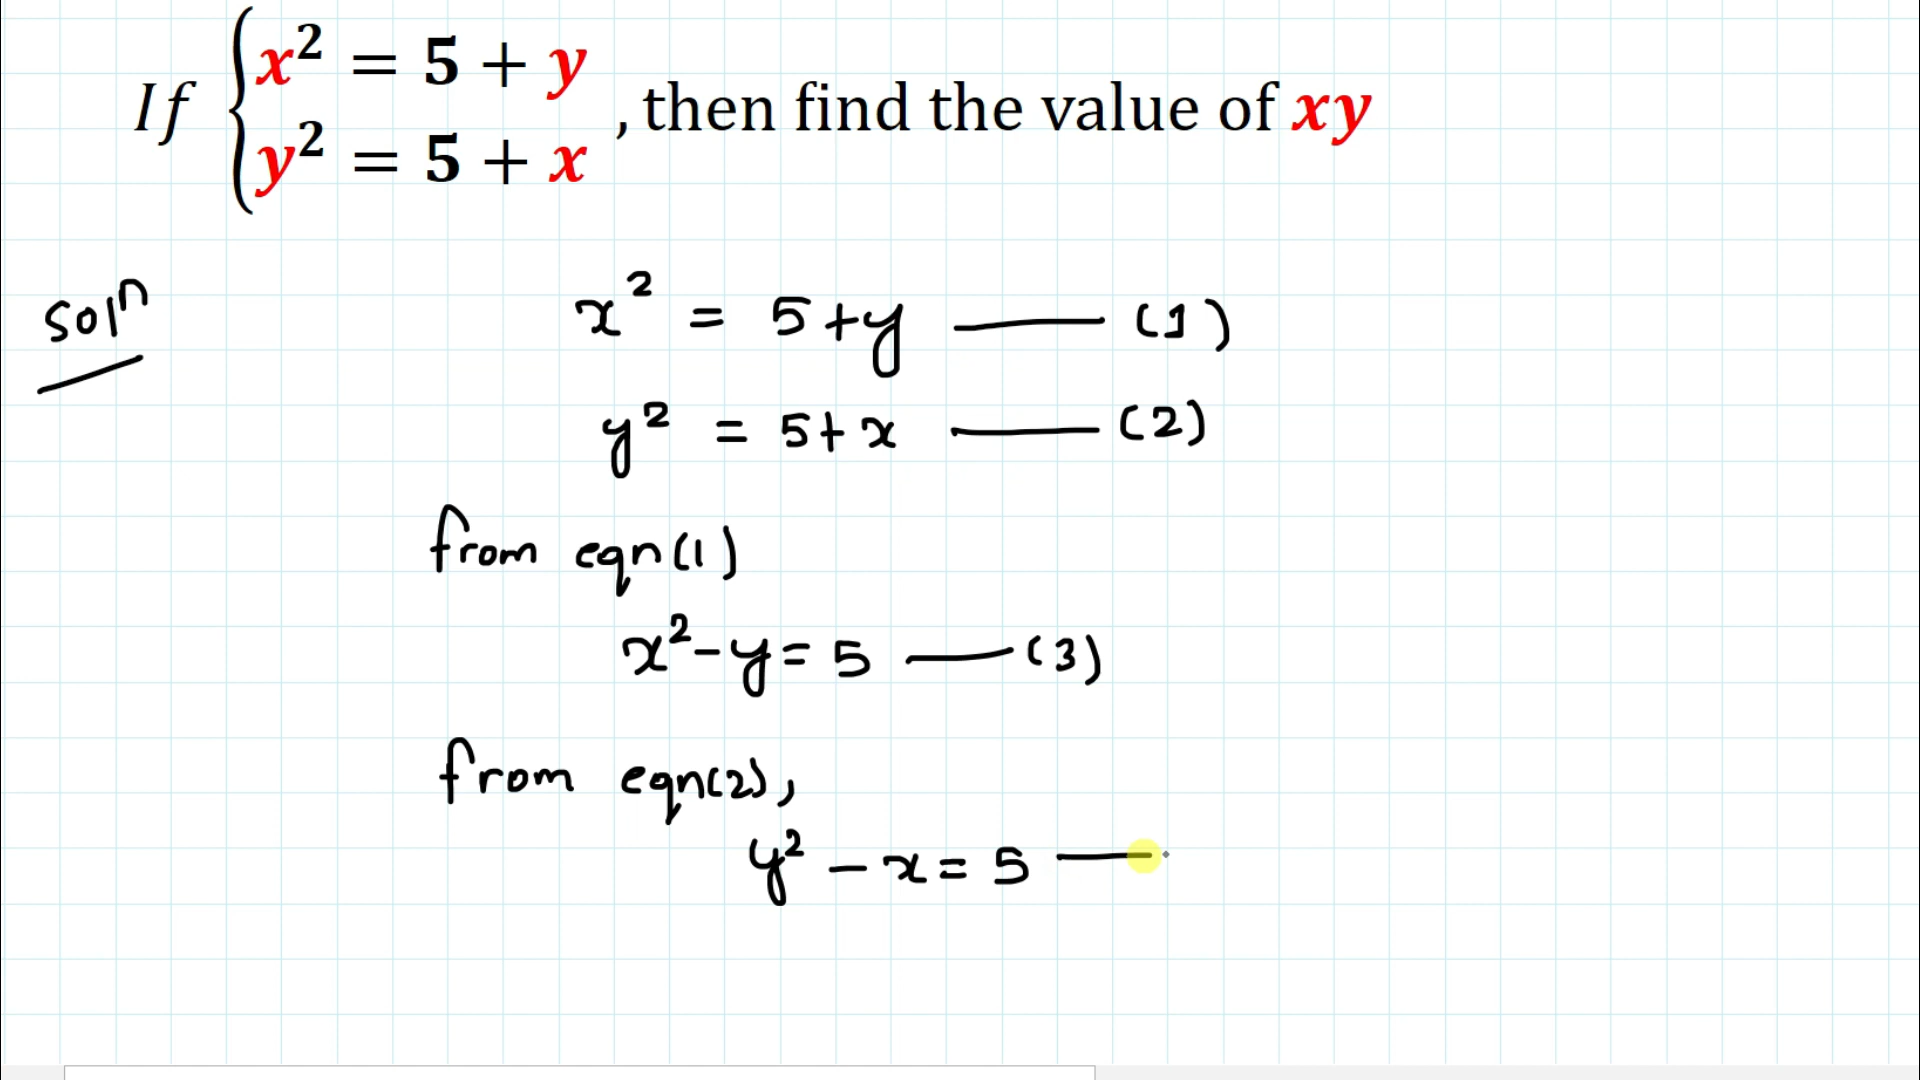 If { x² = 5 + y
y² = 5 + x , then find the value of xy
soln
x² = 5+y —— (1)
y² = 5+x —— (2)
from eqn(1)
x²-y = 5 —— (3)
from eqn(2),
y² - x = 5 ——